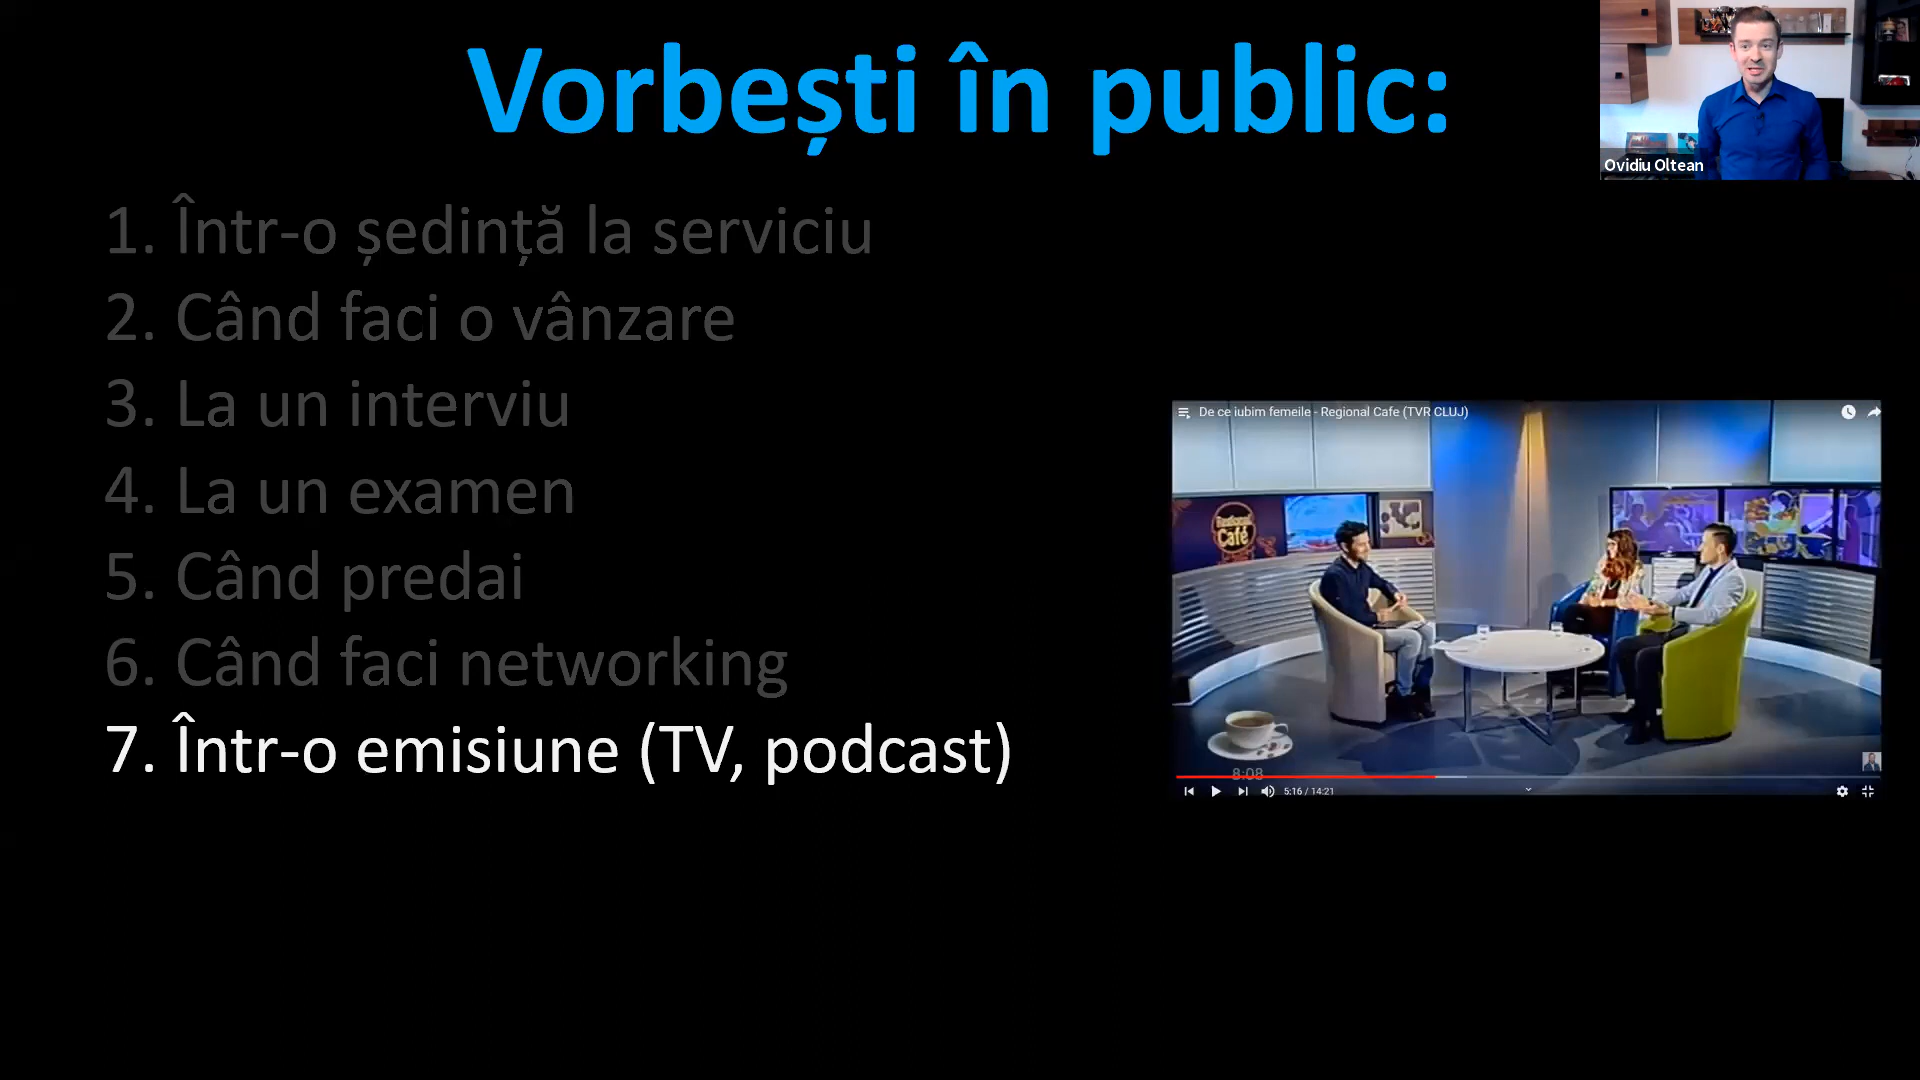 Vorbești în public:
Ovidiu Oltean
1. Într-o ședință la serviciu
2. Când faci o vânzare
3. La un interviu
4. La un examen
5. Când predai
6. Când faci networking
7. Într-o emisiune (TV, podcast)
De ce iubim femeile - Regional Cafe (TVR CLUJ)
Regional
Café
8:08
5:16 / 14:21